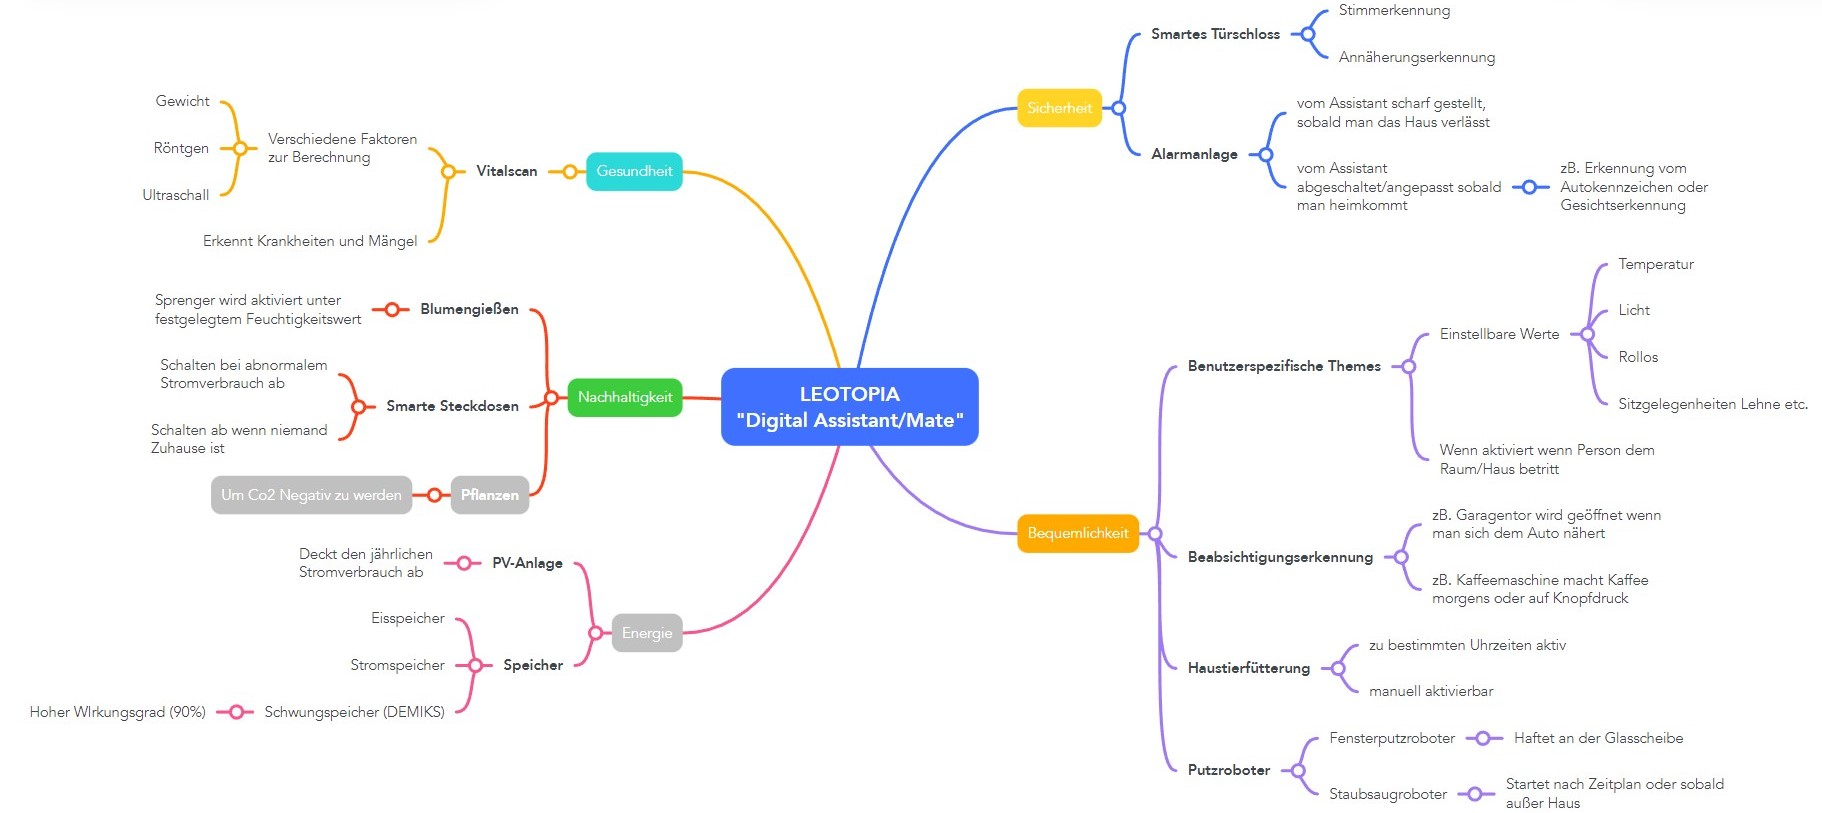 LEOTOPIA
"Digital Assistant/Mate"
Gesundheit
Vitalscan
Verschiedene Faktoren
zur Berechnung
Gewicht
Röntgen
Ultraschall
Erkennt Krankheiten und Mängel
Nachhaltigkeit
Blumengießen
Sprenger wird aktiviert unter
festgelegtem Feuchtigkeitswert
Smarte Steckdosen
Schalten bei abnormalem
Stromverbrauch ab
Schalten ab wenn niemand
Zuhause ist
Pflanzen
Um Co2 Negativ zu werden
Energie
PV-Anlage
Deckt den jährlichen
Stromverbrauch ab
Speicher
Eisspeicher
Stromspeicher
Schwungspeicher (DEMIKS)
Hoher WIrkungsgrad (90%)
Sicherheit
Smartes Türschloss
Stimmerkennung
Annäherungserkennung
Alarmanlage
vom Assistant scharf gestellt,
sobald man das Haus verlässt
vom Assistant
abgeschaltet/angepasst sobald
man heimkommt
zB. Erkennung vom
Autokennzeichen oder
Gesichtserkennung
Bequemlichkeit
Benutzerspezifische Themes
Einstellbare Werte
Temperatur
Licht
Rollos
Sitzgelegenheiten Lehne etc.
Wenn aktiviert wenn Person dem
Raum/Haus betritt
Beabsichtigungserkennung
zB. Garagentor wird geöffnet wenn
man sich dem Auto nähert
zB. Kaffeemaschine macht Kaffee
morgens oder auf Knopfdruck
Haustierfütterung
zu bestimmten Uhrzeiten aktiv
manuell aktivierbar
Putzroboter
Fensterputzroboter
Haftet an der Glasscheibe
Staubsaugroboter
Startet nach Zeitplan oder sobald
außer Haus